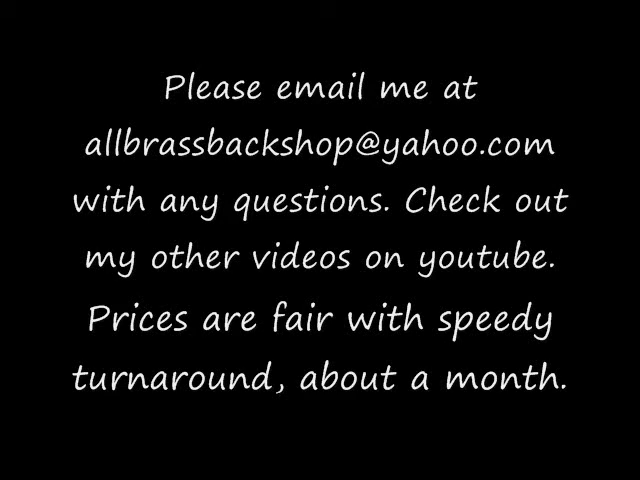 Please email me at
allbrassbackshop@yahoo.com
with any questions. Check out
my other videos on youtube.
Prices are fair with speedy
turnaround, about a month.